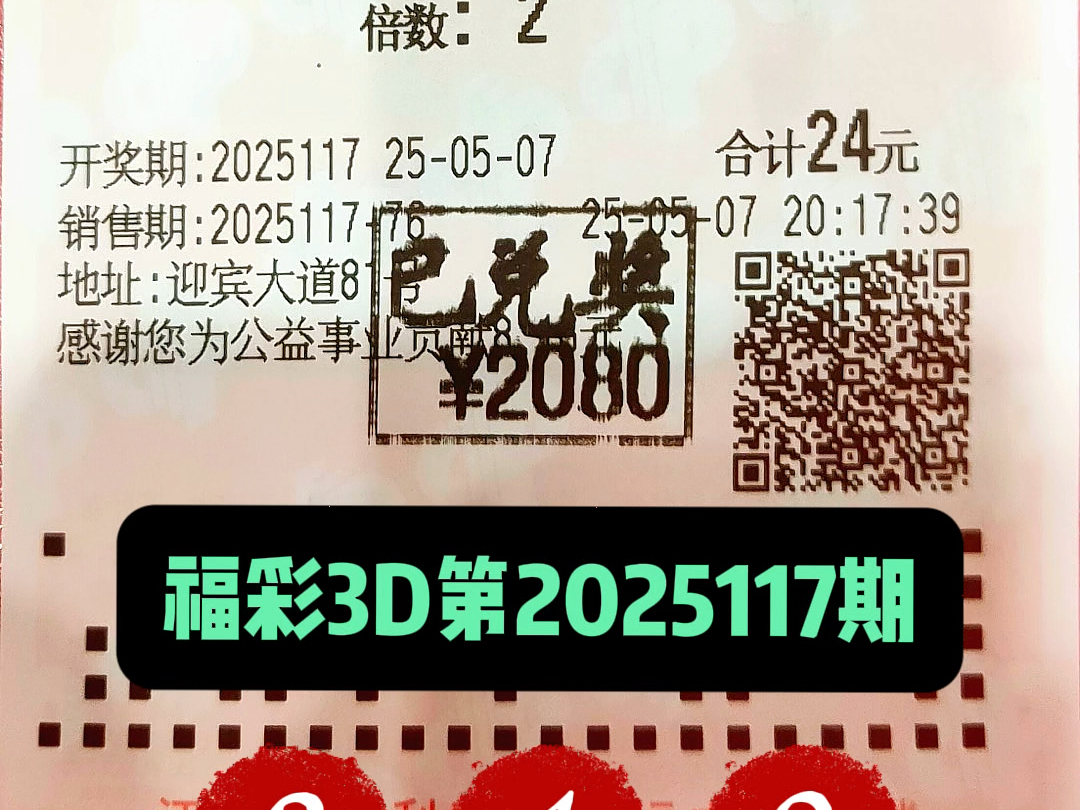 倍数: 2
开奖期:2025117 25-05-07 合计24元
销售期:2025117-76 25-05-07 20:17:39
地址:迎宾大道81号
感谢您为公益事业贡献8 元
已兑奖
¥2080
福彩3D第2025117期